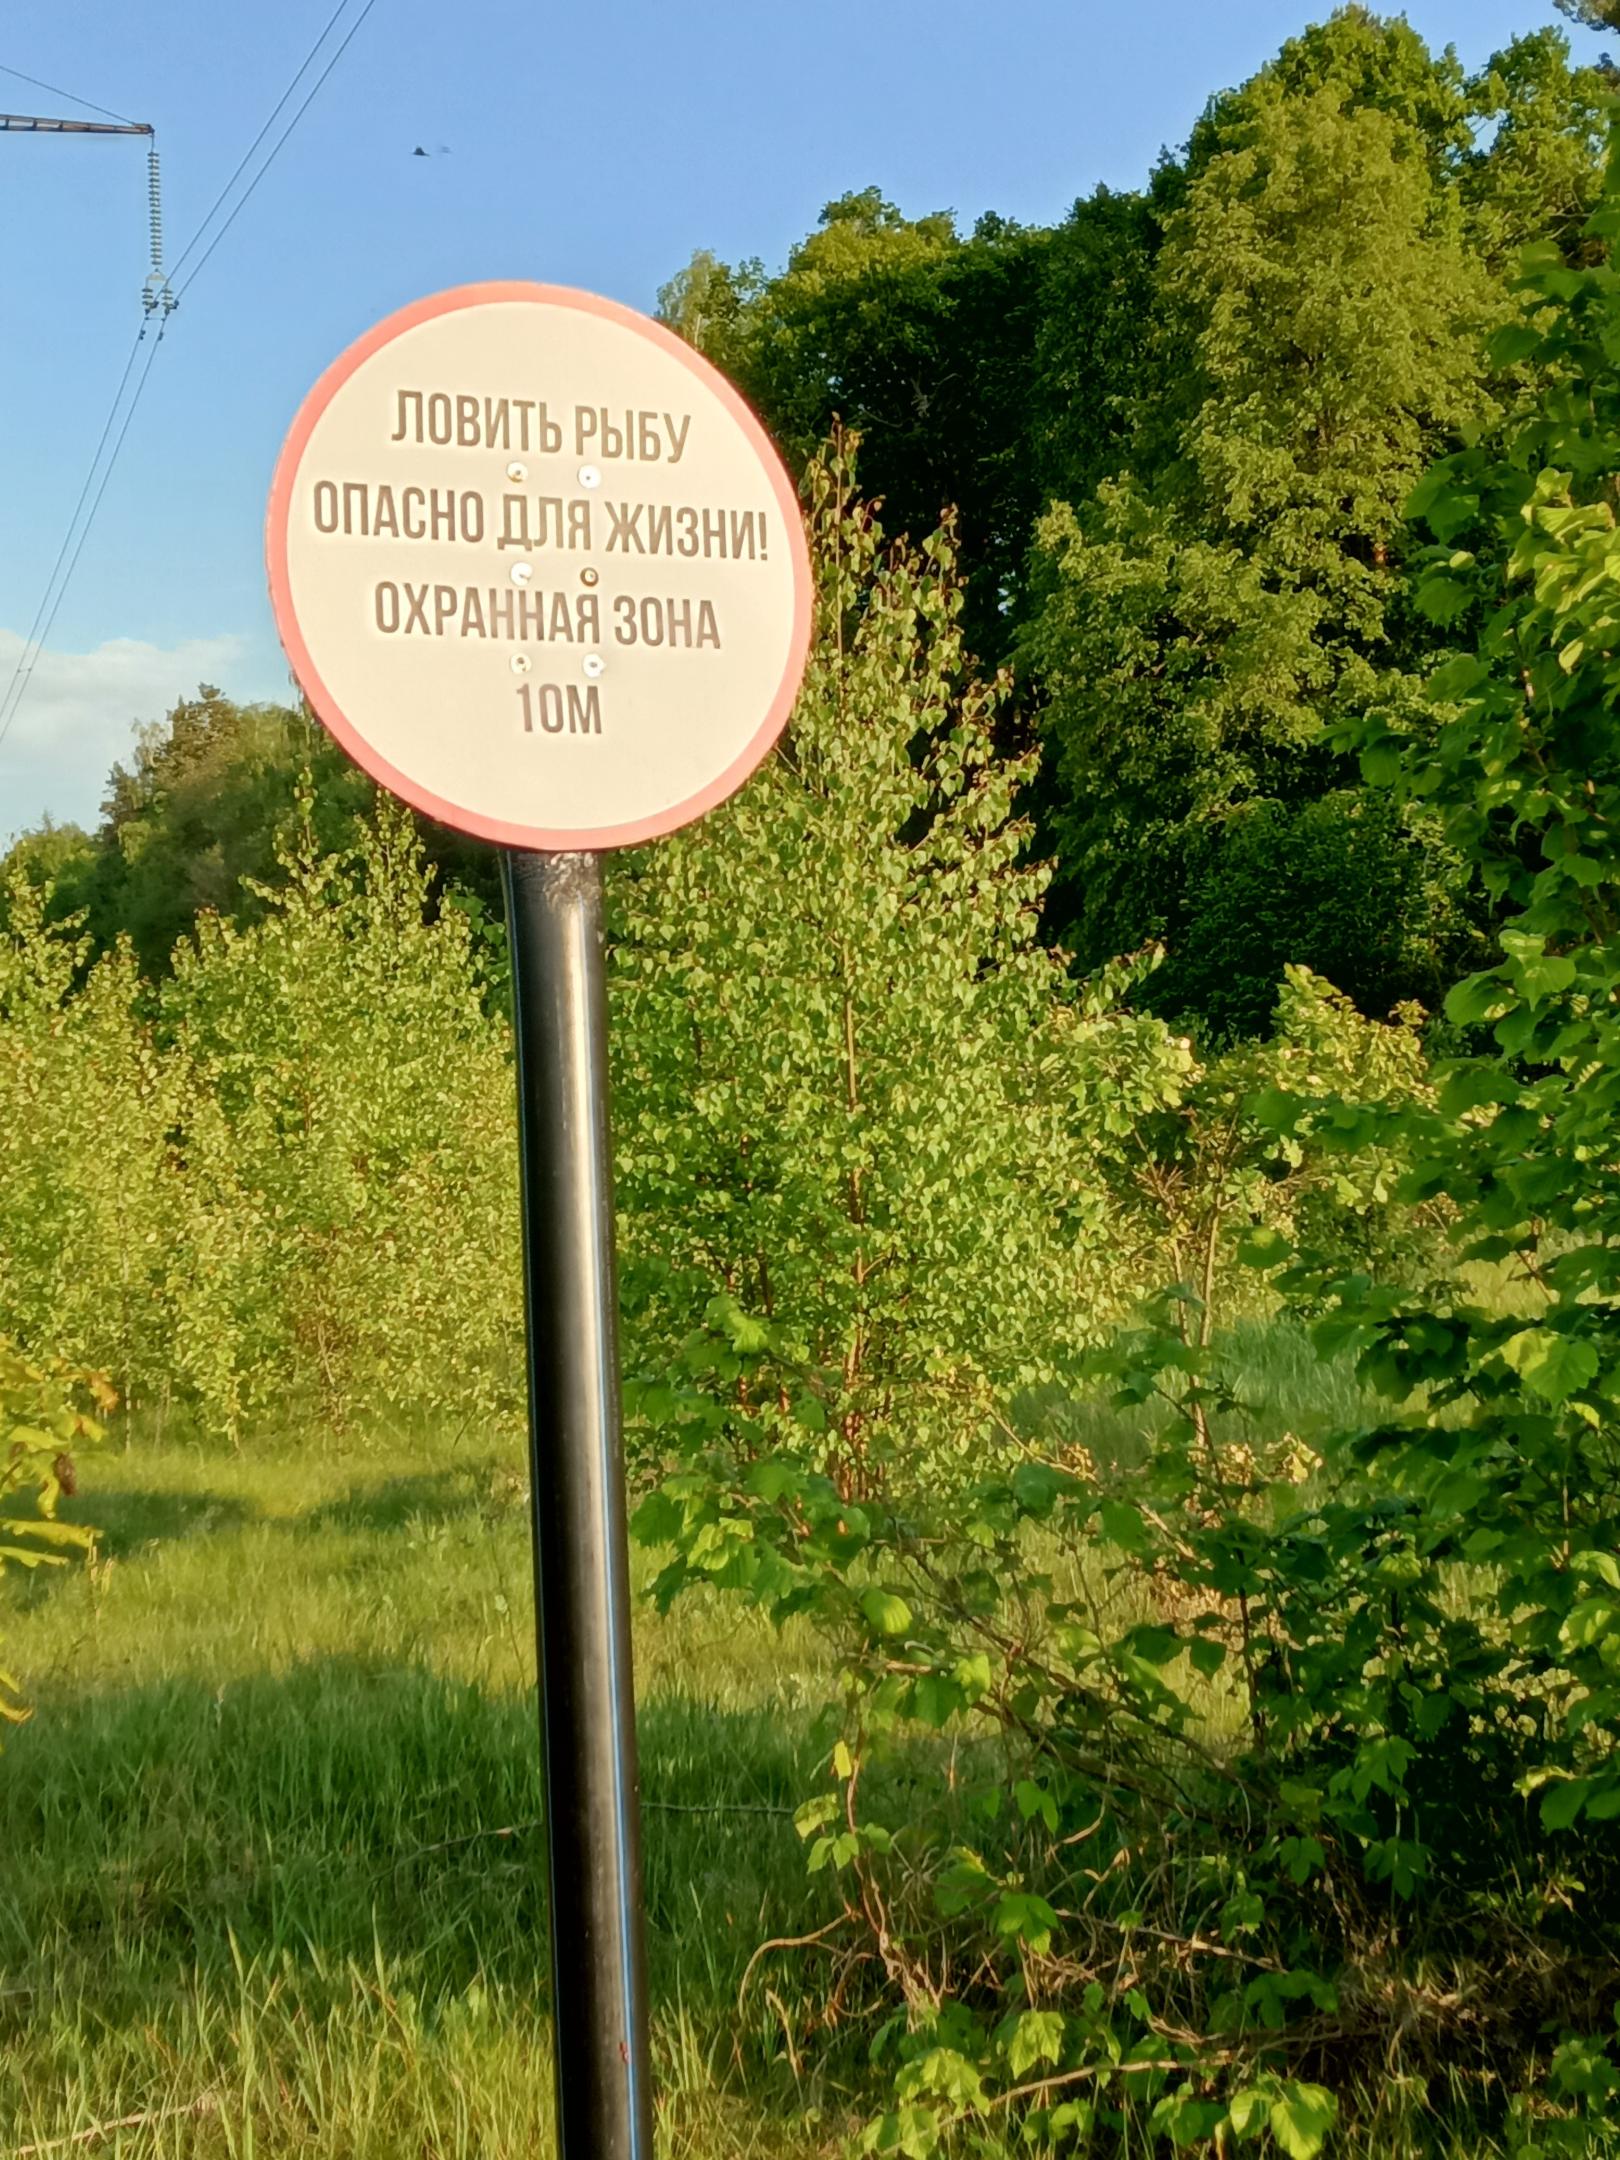 ЛОВИТЬ РЫБУ
ОПАСНО ДЛЯ ЖИЗНИ!
ОХРАННАЯ ЗОНА
10М